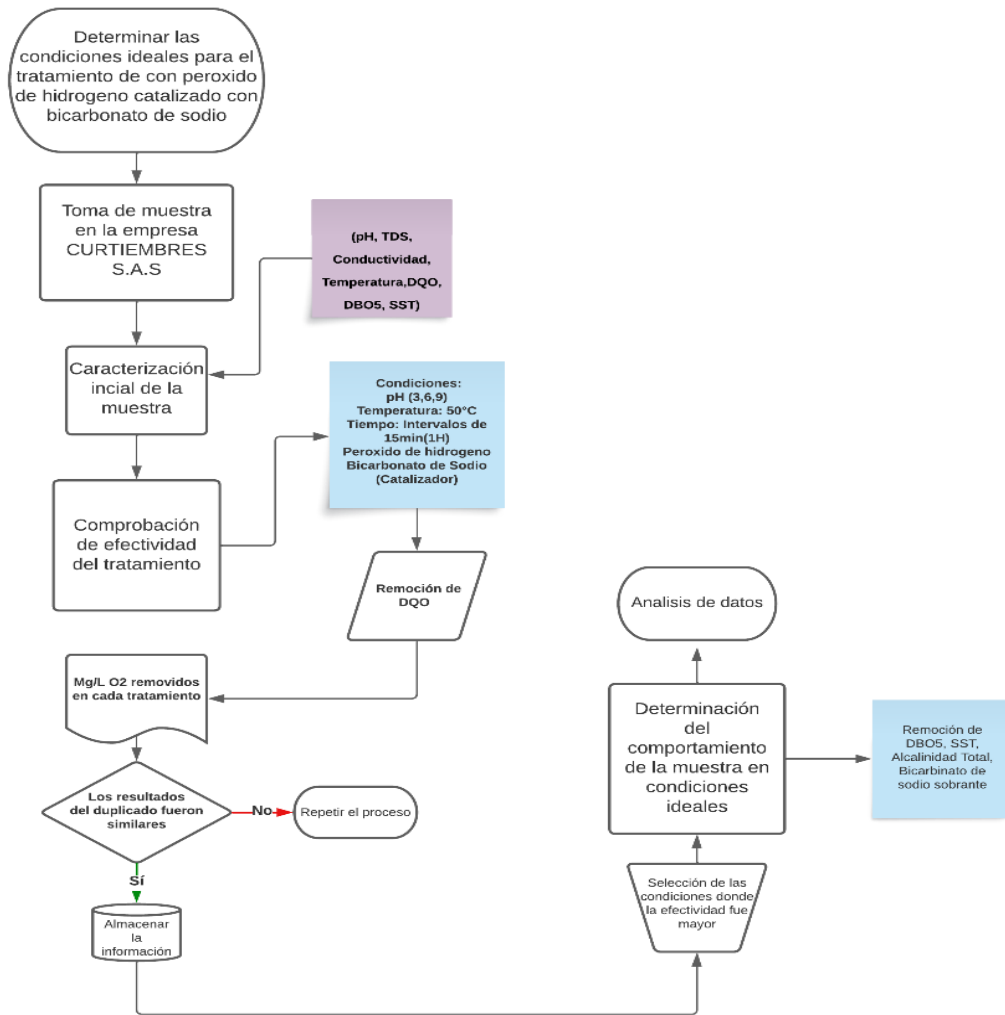 Determinar las
condiciones ideales para el
tratamiento de con peroxido
de hidrogeno catalizado con
bicarbonato de sodio
Toma de muestra
en la empresa
CURTIEMBRES
S.A.S
(pH, TDS,
Conductividad,
Temperatura,DQO,
DBO5, SST)
Caracterización
incial de la
muestra
Condiciones:
pH (3,6,9)
Temperatura: 50°C
Tiempo: Intervalos de
15min(1H)
Peroxido de hidrogeno
Bicarbonato de Sodio
(Catalizador)
Comprobación
de efectividad
del tratamiento
Remoción de
DQO
Mg/L O2 removidos
en cada tratamiento
Los resultados
del duplicado fueron
similares
No
Repetir el proceso
Sí
Almacenar
la
información
Selección de las
condiciones donde
la efectividad fue
mayor
Determinación
del
comportamiento
de la muestra en
condiciones
ideales
Remoción de
DBO5, SST,
Alcalinidad Total,
Bicarbinato de
sodio sobrante
Analisis de datos